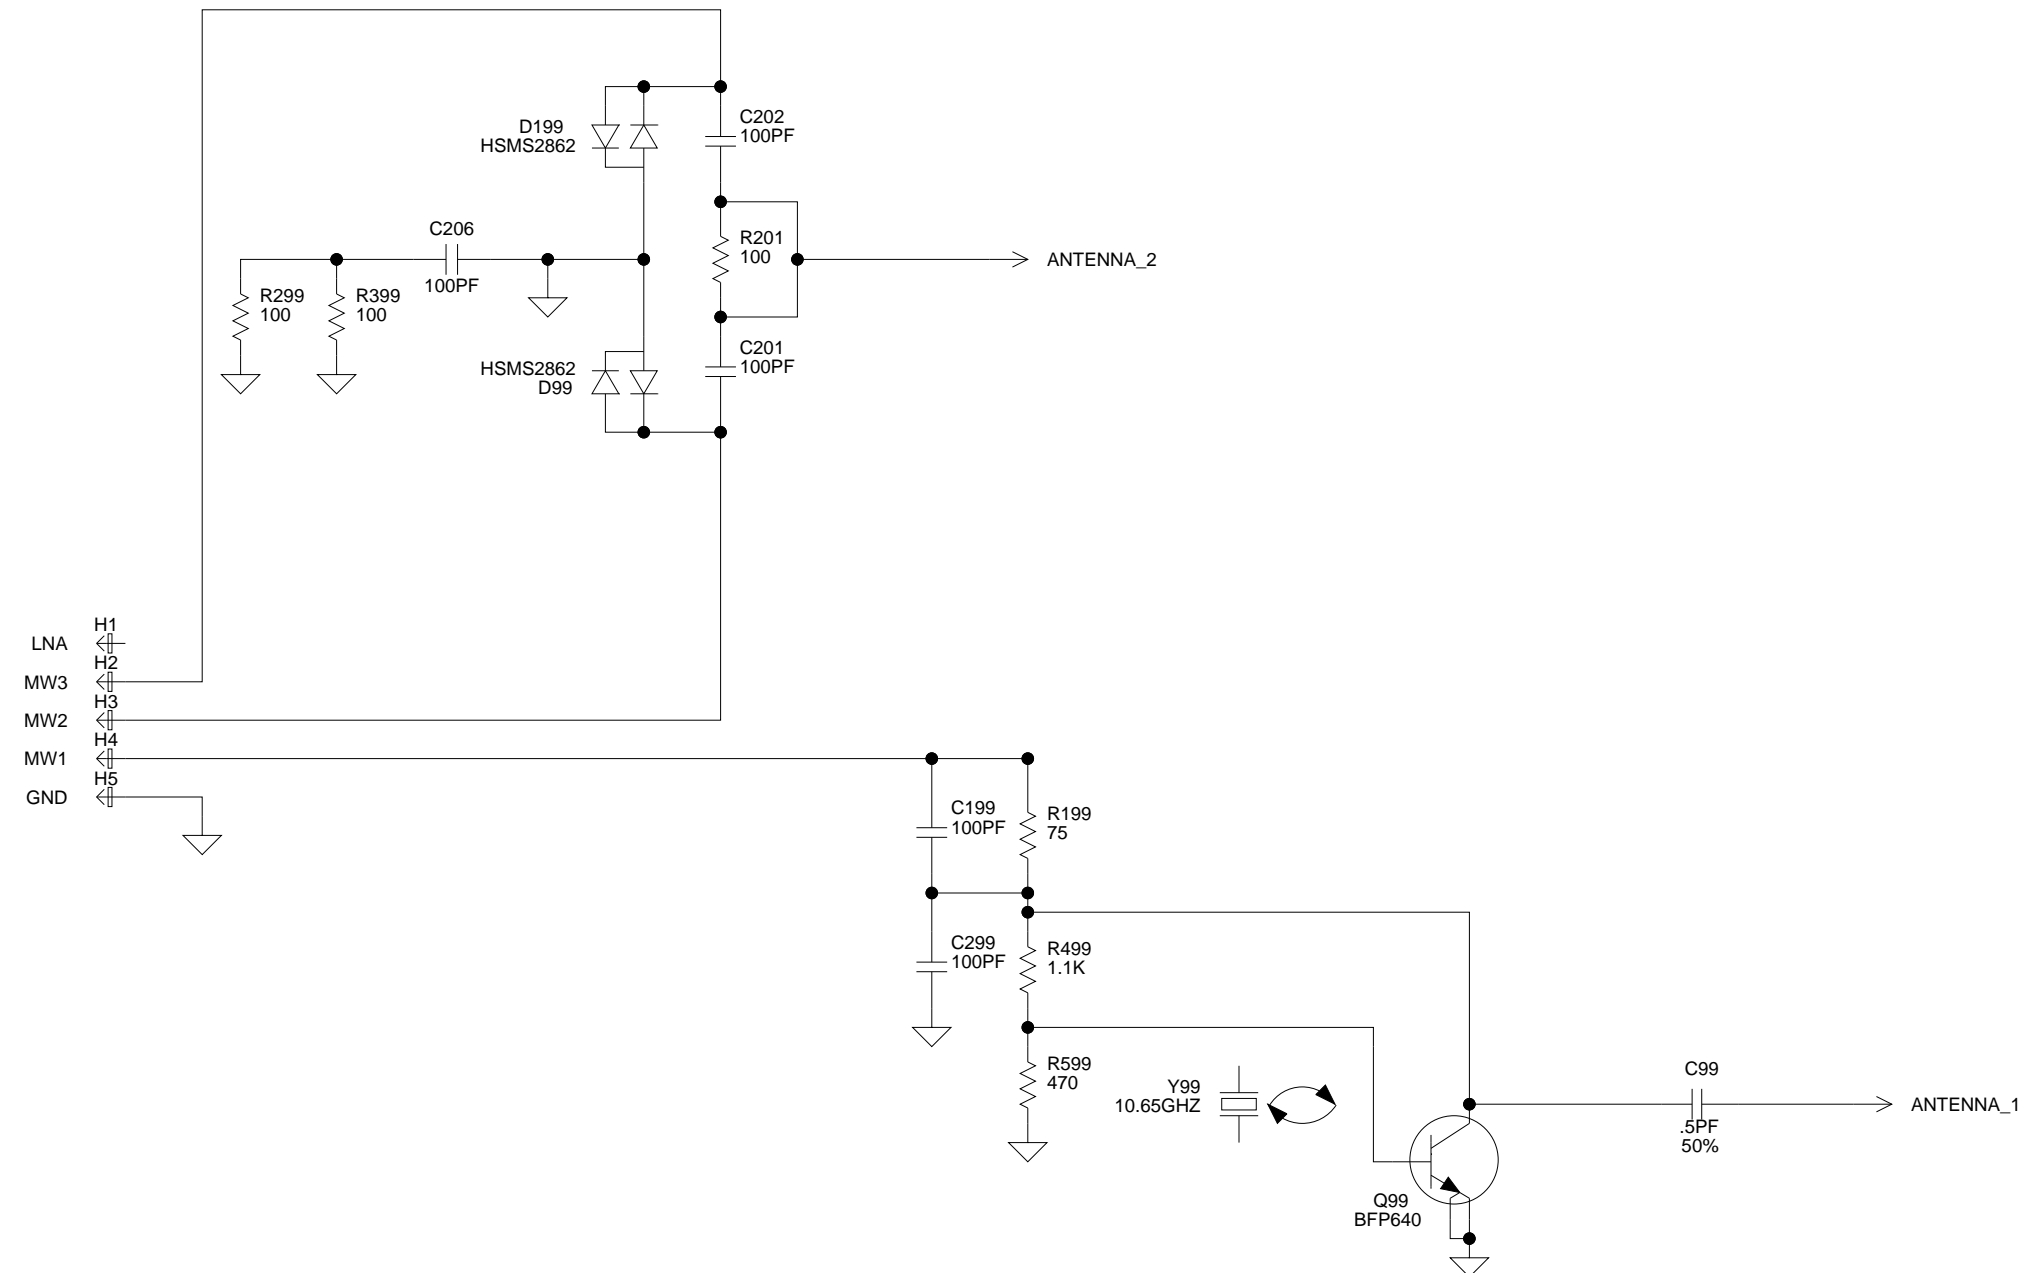 D199
HSMS2862
C202
100PF
C206
100PF
R201
100
ANTENNA_2
R299
100
R399
100
HSMS2862
D99
C201
100PF
H1
LNA
H2
MW3
H3
MW2
H4
MW1
H5
GND
C199
100PF
R199
75
C299
100PF
R499
1.1K
R599
470
Y99
10.65GHZ
C99
.5PF
50%
ANTENNA_1
Q99
BFP640